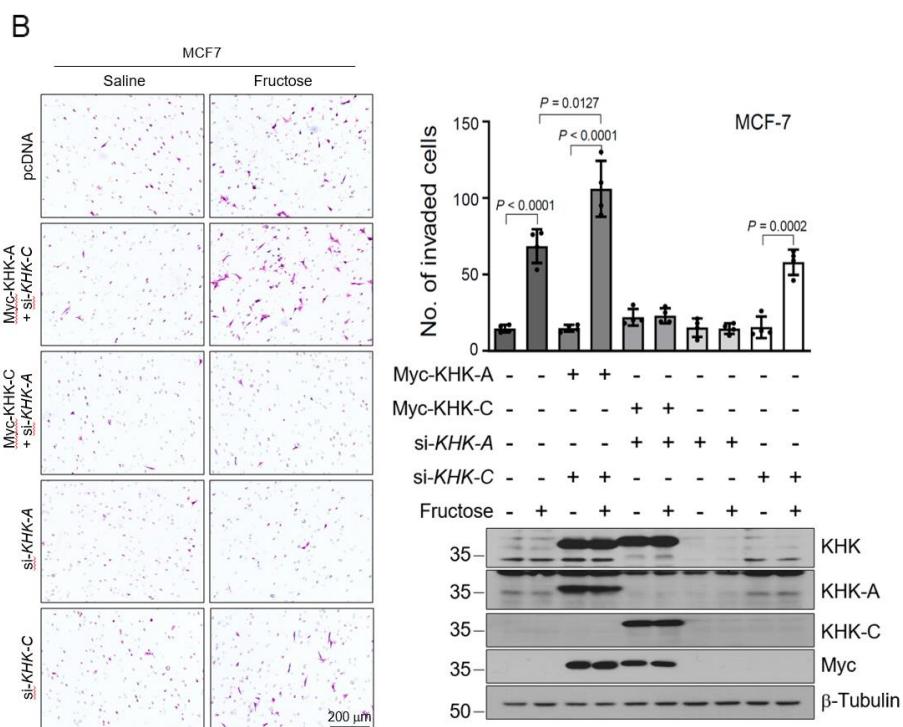 B
MCF7
Saline Fructose
pcDNA
Myc-KHK-A
+ si-KHK-C
Myc-KHK-C
+ si-KHK-A
si-KHK-A
si-KHK-C
200 μm
MCF-7
No. of invaded cells
150
100
50
0
P < 0.0001
P = 0.0127
P < 0.0001
P = 0.0002
Myc-KHK-A - - + + - - - - - -
Myc-KHK-C - - - - + + - - - -
si-KHK-A - - - - + + + + - -
si-KHK-C - - + + - - - - + +
Fructose - + - + - + - + - +
35 KHK
35 KHK-A
35 KHK-C
35 Myc
50 β-Tubulin